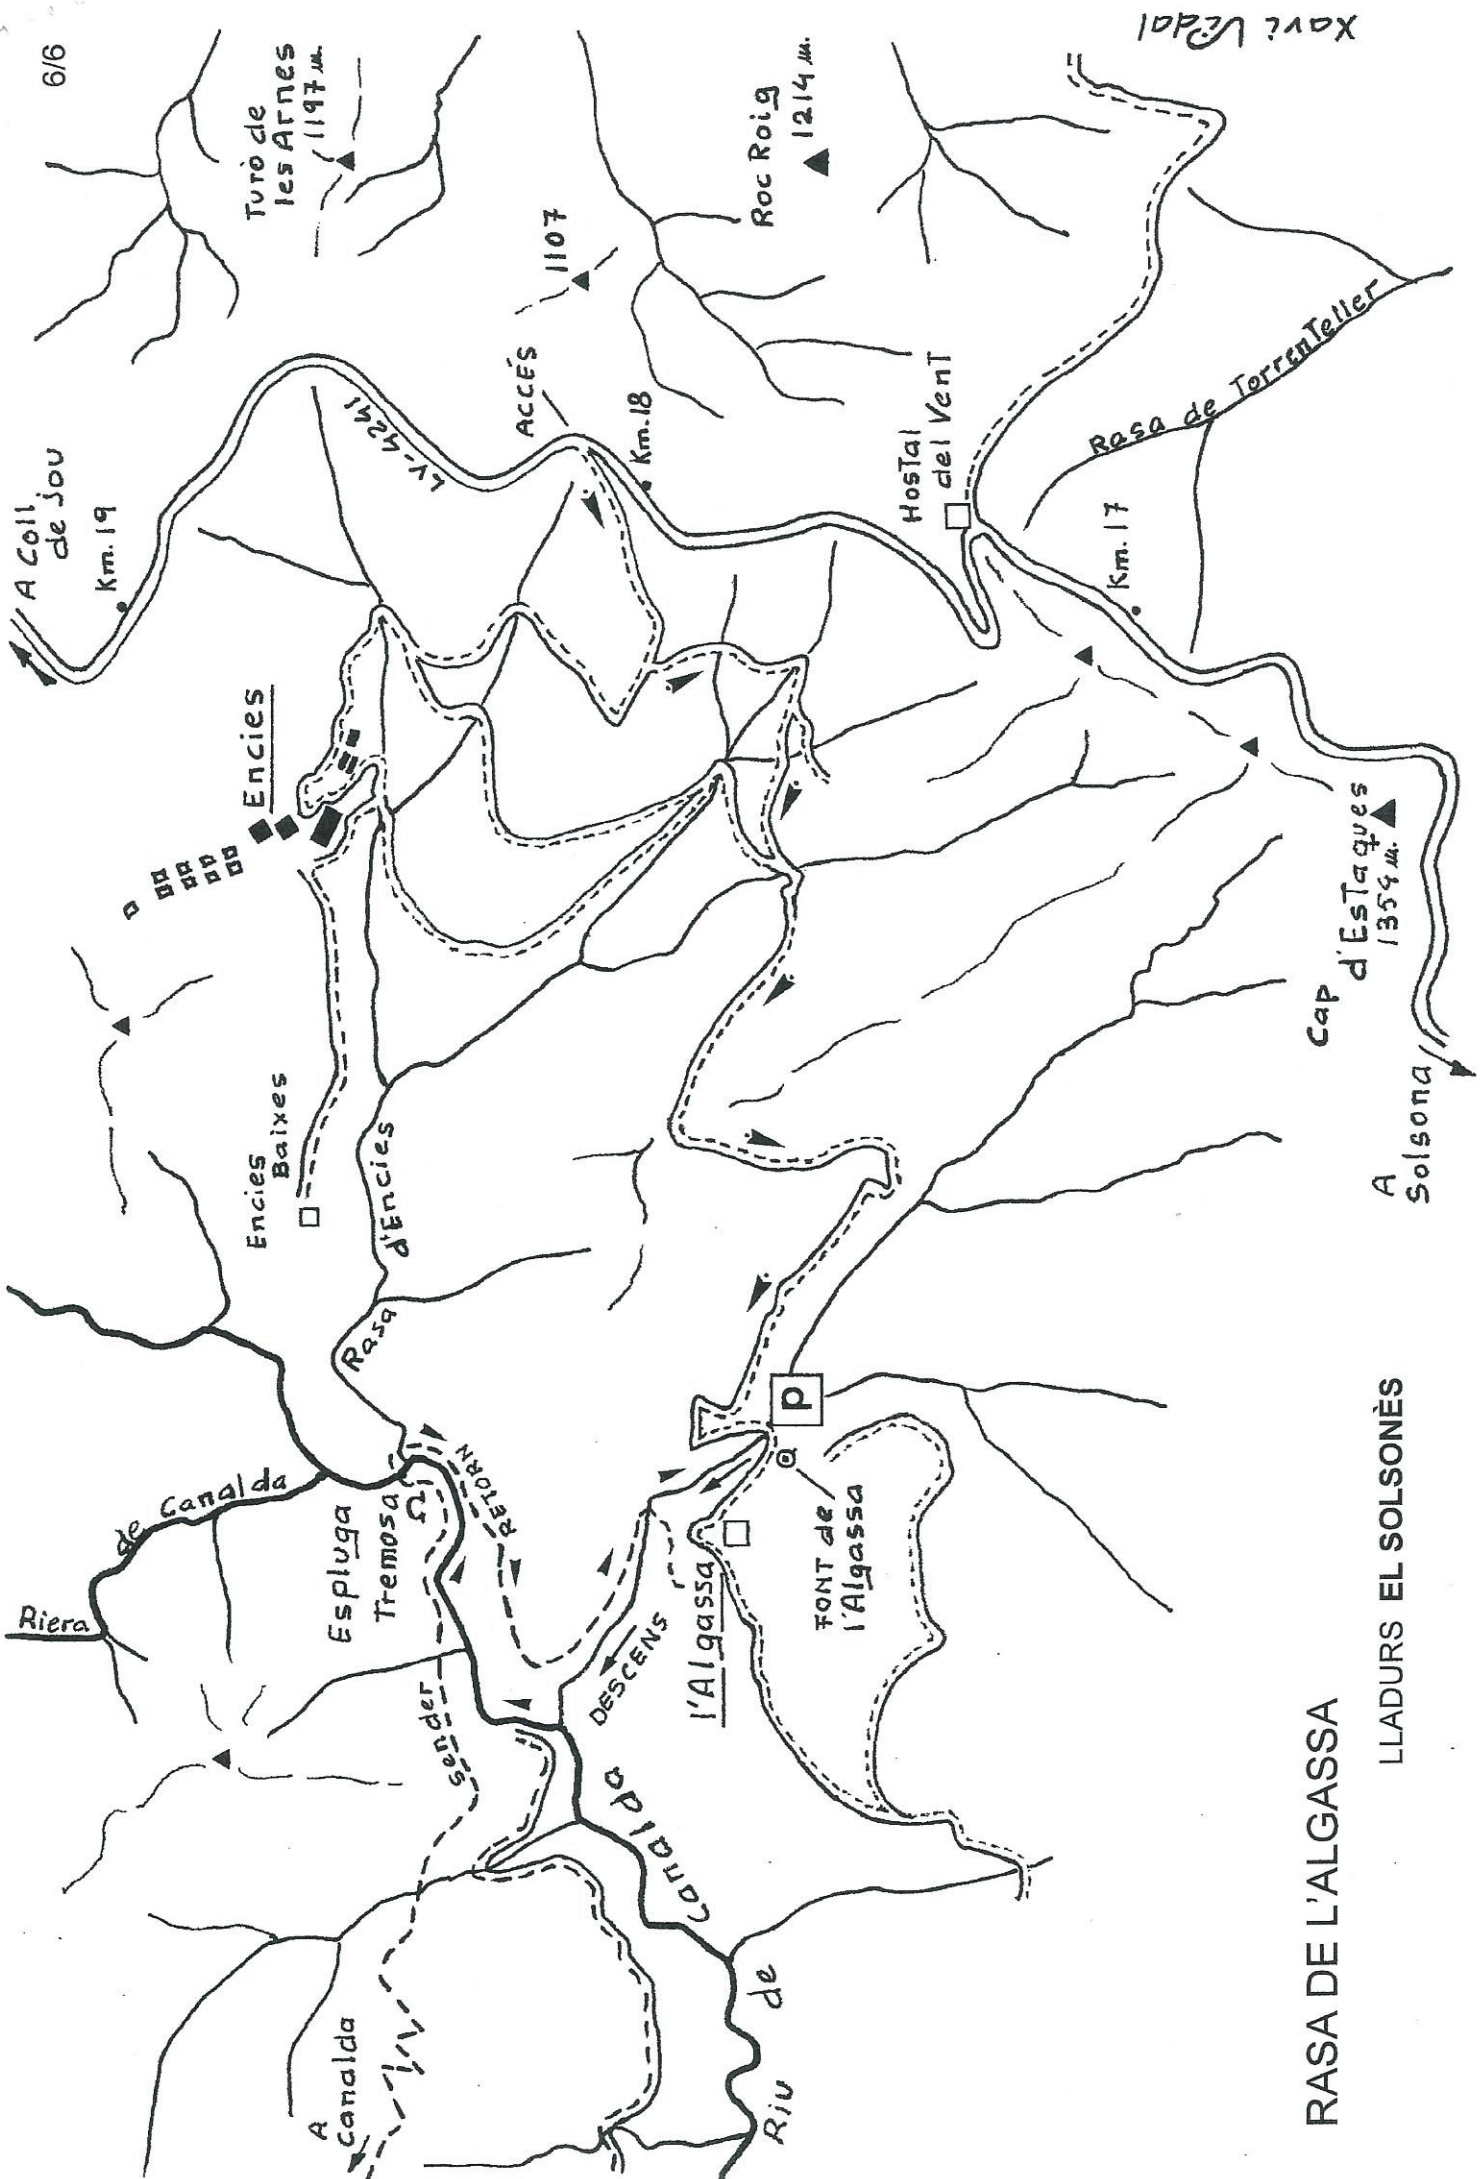 6/6
Turó de
les Arnes
1197 m.
A Coll
de Jou
Km. 19
LV-4241
1107
ACCÉS
Km. 18
Roc Roig
1214 m.
Xavi Vidal
Hostal
del Vent
Rasa de Torrenteller
Km. 17
Encies
Cap
d'Estaques
1354 m.
A
Solsona
Encies
Baixes
Rasa
d'Encies
Riera
de Canalda
Espluga
Tremosa
RETORN
P
FONT de
l'Algassa
l'Algassa
DESCENS
sender
A
Canalda
Riu
de
Canalda
RASA DE L'ALGASSA
LLADURS EL SOLSONÈS